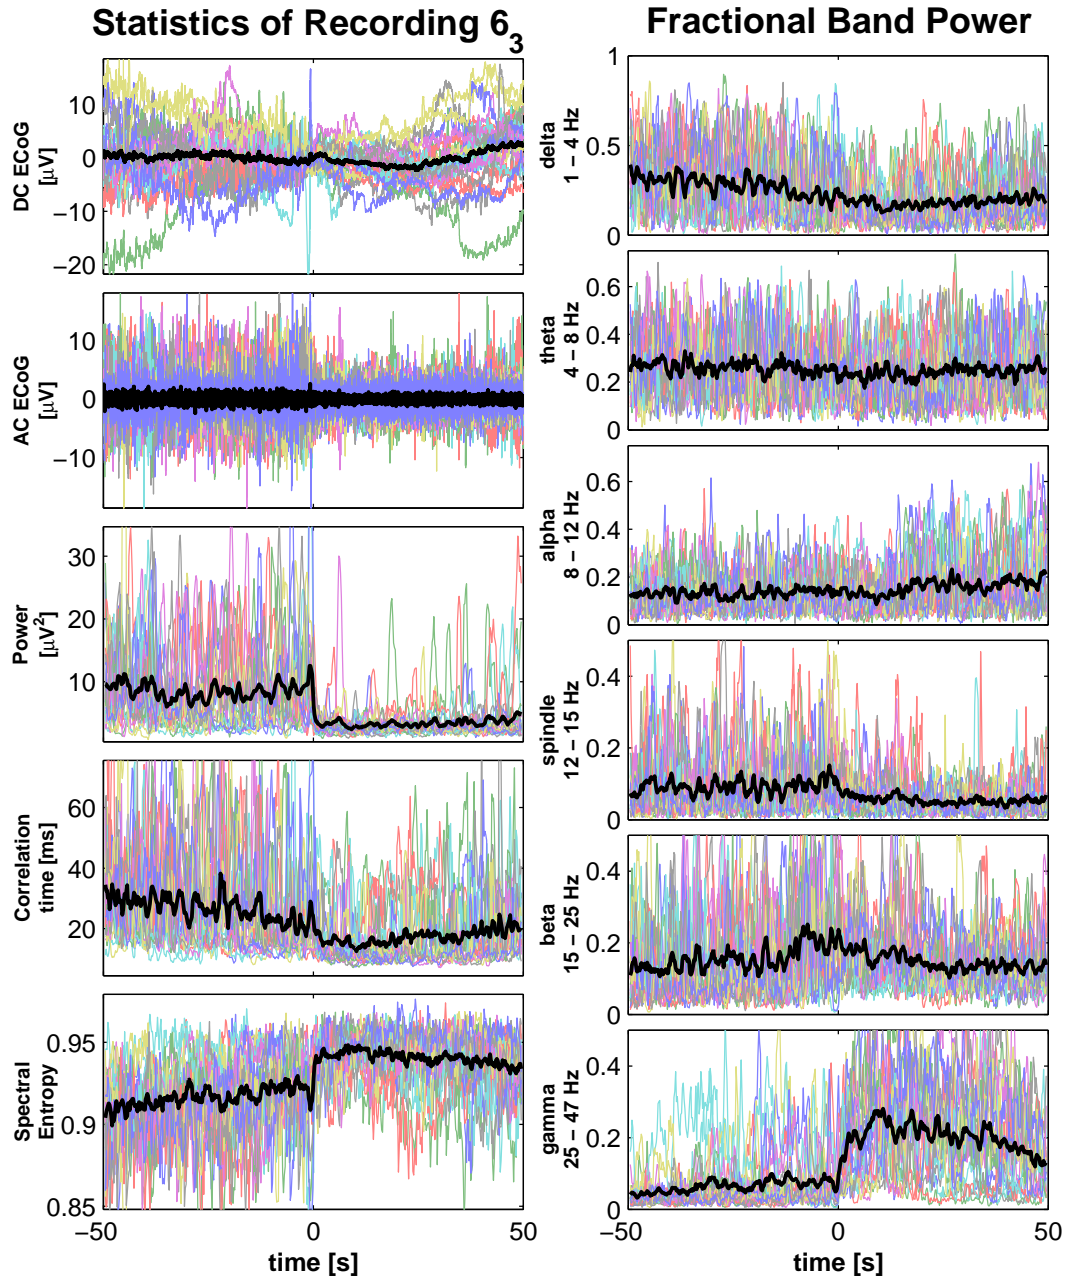 Statistics of Recording 6₃
DC ECoG
[μV]
10
0
−10
−20
AC ECoG
[μV]
10
0
−10
Power
[μV²]
30
20
10
Correlation
time [ms]
60
40
20
Spectral
Entropy
0.95
0.9
0.85
−50
0
50
time [s]
Fractional Band Power
delta
1 − 4 Hz
1
0.5
0
theta
4 − 8 Hz
0.6
0.4
0.2
0
alpha
8 − 12 Hz
0.6
0.4
0.2
0
spindle
12 − 15 Hz
0.4
0.2
0
beta
15 − 25 Hz
0.4
0.2
0
gamma
25 − 47 Hz
0.4
0.2
0
−50
0
50
time [s]